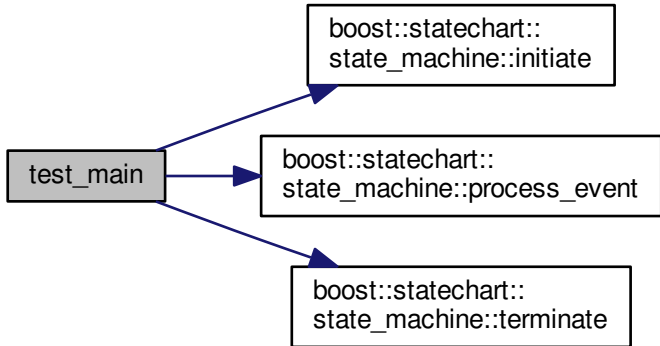 boost::statechart::
state_machine::initiate
test_main
boost::statechart::
state_machine::process_event
boost::statechart::
state_machine::terminate